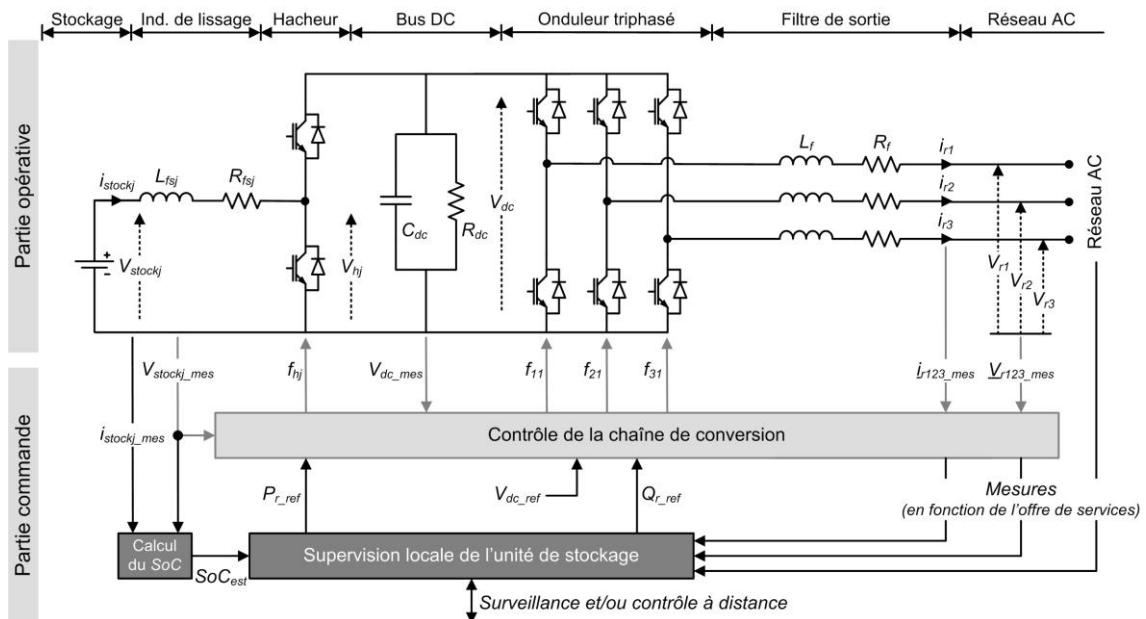 Stockage
Ind. de lissage
Hacheur
Bus DC
Onduleur triphasé
Filtre de sortie
Réseau AC
Partie opérative
i_stockj
L_fsj
R_fsj
+
-
V_stockj
V_hj
C_dc
R_dc
V_dc
L_f
R_f
i_r1
i_r2
i_r3
V_r1
V_r2
V_r3
Réseau AC
Partie commande
V_stockj_mes
f_hj
V_dc_mes
f_11
f_21
f_31
i_r123_mes
V_r123_mes
i_stockj_mes
Contrôle de la chaîne de conversion
P_r_ref
V_dc_ref
Q_r_ref
Mesures
(en fonction de l'offre de services)
Calcul
du SoC
SoC_est
Supervision locale de l'unité de stockage
Surveillance et/ou contrôle à distance